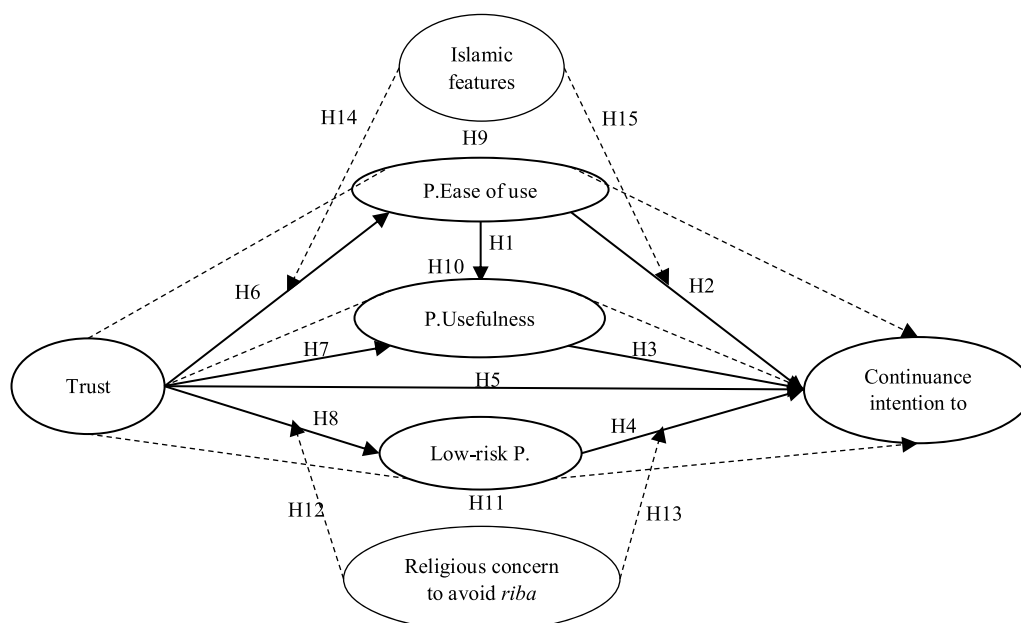 Islamic
features
H14
H15
H9
P.Ease of use
H1
H10
H6
H2
P.Usefulness
H7
H3
Trust
H5
Continuance
intention to
H8
H4
Low-risk P.
H11
H12
H13
Religious concern
to avoid riba